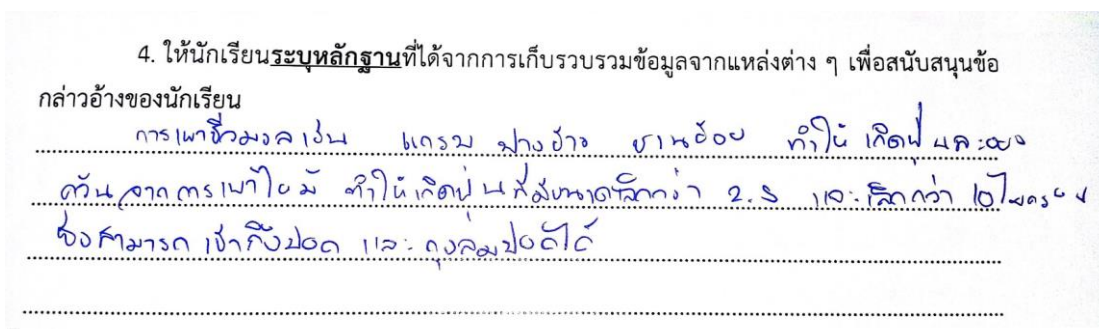 4. ให้นักเรียนระบุหลักฐานที่ได้จากการเก็บรวบรวมข้อมูลจากแหล่งต่าง ๆ เพื่อสนับสนุนข้อ
กล่าวอ้างของนักเรียน
การเผาชีวมวล เช่น แกรบ ฟางข้าว ชานอ้อย ทำให้เกิดฝุ่นละออง
ควันจากการเผาไหม้ ทำให้เกิดฝุ่นที่มีขนาดเล็กกว่า 2.5 และเล็กกว่า 10
ซึ่งสามารถเข้าถึงปอด และถุงลมปอดได้